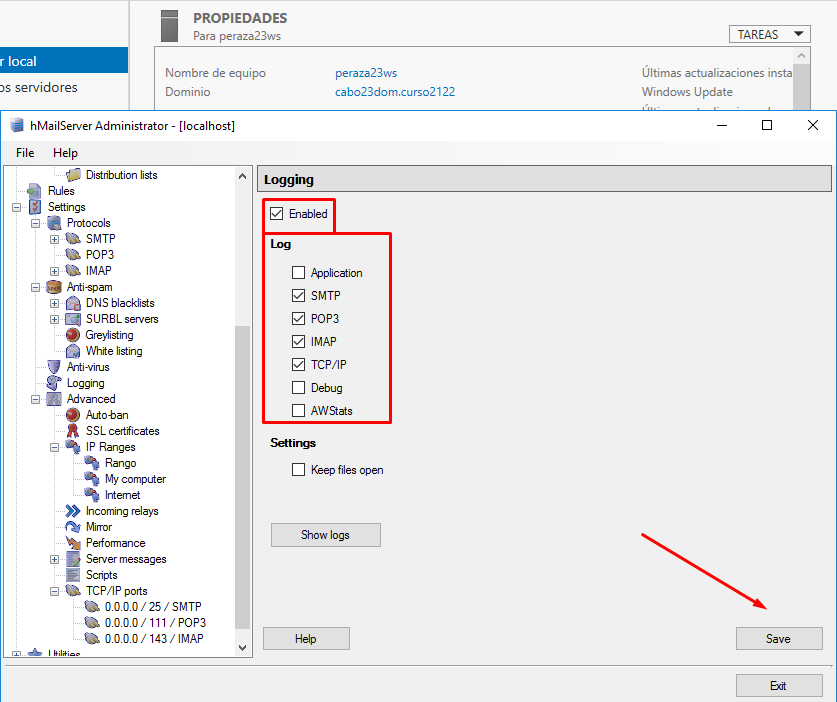 PROPIEDADES
Para peraza23ws
TAREAS
r local
os servidores
Nombre de equipo peraza23ws Últimas actualizaciones insta
Dominio cabo23dom.curso2122 Windows Update
hMailServer Administrator - [localhost]
File Help
Distribution lists
Rules
Settings
Protocols
SMTP
POP3
IMAP
Anti-spam
DNS blacklists
SURBL servers
Greylisting
White listing
Anti-virus
Logging
Advanced
Auto-ban
SSL certificates
IP Ranges
Rango
My computer
Internet
Incoming relays
Mirror
Performance
Server messages
Scripts
TCP/IP ports
0.0.0.0 / 25 / SMTP
0.0.0.0 / 111 / POP3
0.0.0.0 / 143 / IMAP
Utilities
Logging
Enabled
Log
Application
SMTP
POP3
IMAP
TCP/IP
Debug
AWStats
Settings
Keep files open
Show logs
Help
Save
Exit